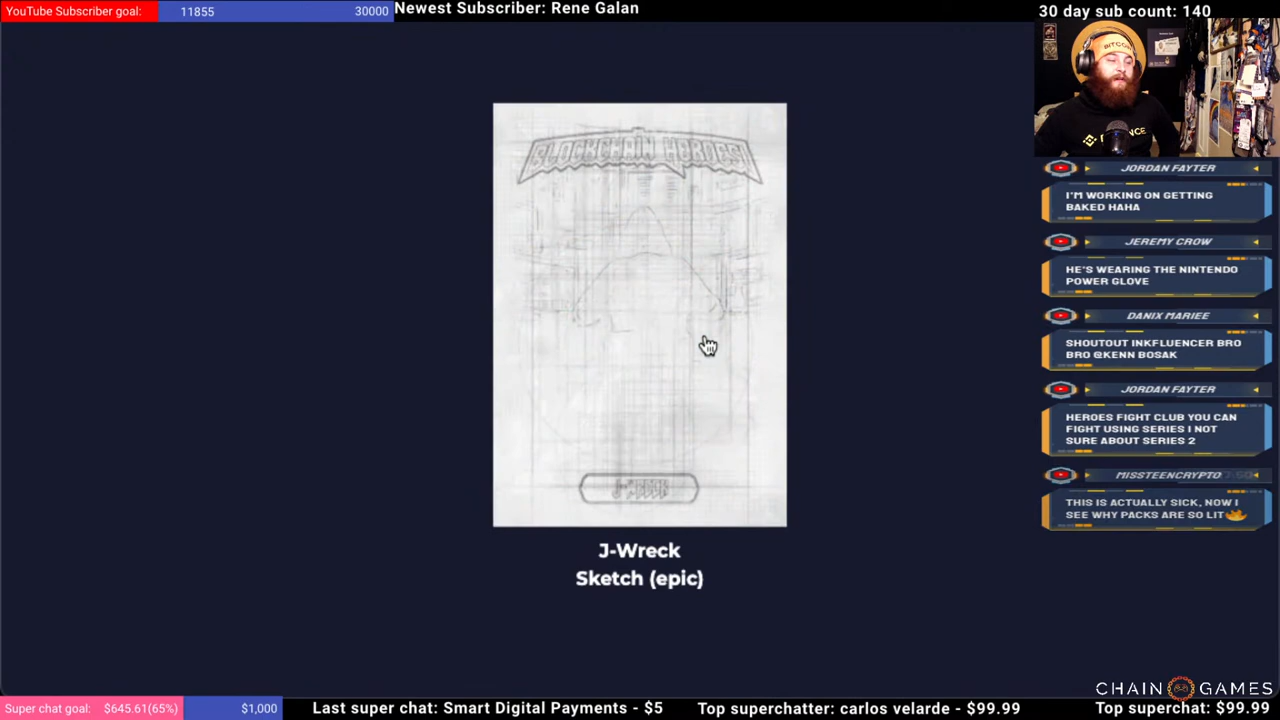 YouTube Subscriber goal: 11855 30000
Newest Subscriber: Rene Galan
30 day sub count: 140
BITCOIN
BINANCE
BLOCKCHAIN HEROES
J-WRECK
J-Wreck
Sketch (epic)
JORDAN FAYTER
I'M WORKING ON GETTING
BAKED HAHA
JEREMY CROW
HE'S WEARING THE NINTENDO
POWER GLOVE
DANIX MARIEE
SHOUTOUT INKFLUENCER BRO
BRO @KENN BOSAK
JORDAN FAYTER
HEROES FIGHT CLUB YOU CAN
FIGHT USING SERIES 1 NOT
SURE ABOUT SERIES 2
MISSTEENCRYPTO
THIS IS ACTUALLY SICK, NOW I
SEE WHY PACKS ARE SO LIT
CHAIN GAMES
Super chat goal: $645.61(65%) $1,000
Last super chat: Smart Digital Payments - $5
Top superchatter: carlos velarde - $99.99
Top superchat: $99.99